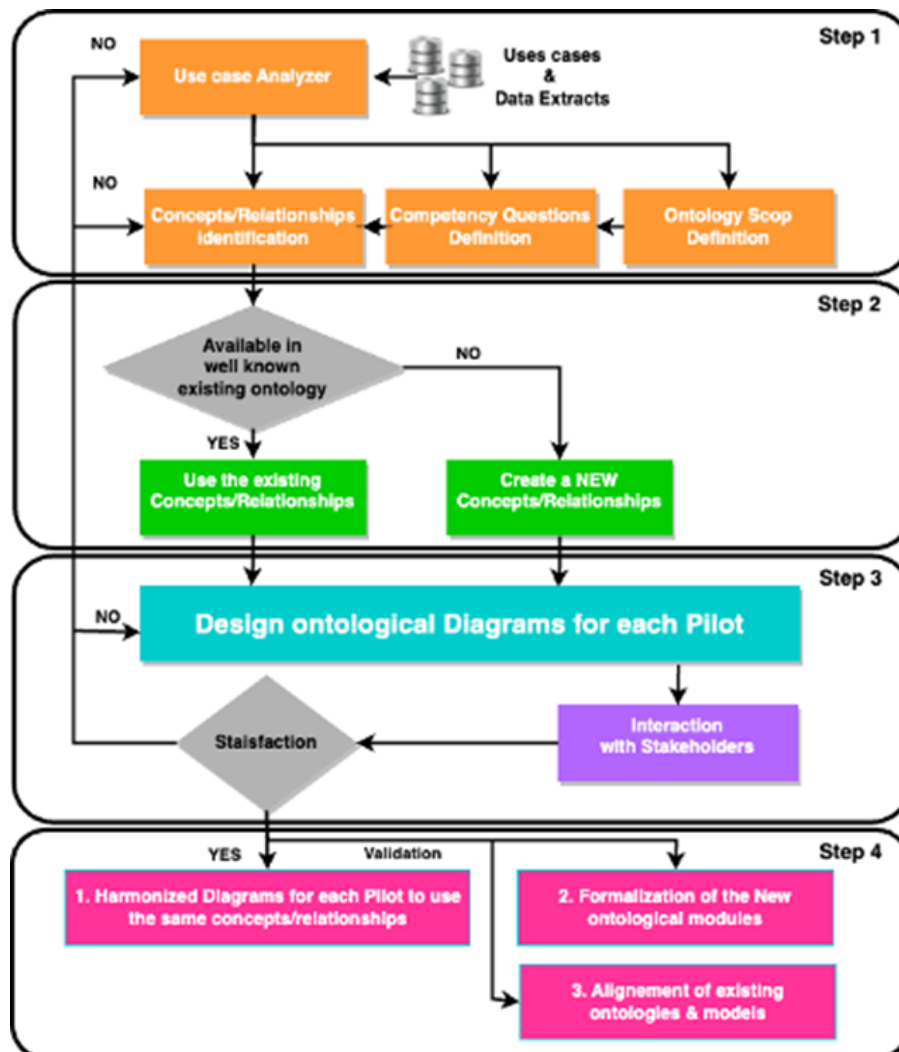 Step 1
NO
Use case Analyzer
Uses cases
&
Data Extracts
NO
Concepts/Relationships
Identification
Competency Questions
Definition
Ontology Scop
Definition
Step 2
Available in
well known
existing ontology
NO
YES
Use the existing
Concepts/Relationships
Create a NEW
Concepts/Relationships
Step 3
NO
Design ontological Diagrams for each Pilot
Staisfaction
Interaction
with Stakeholders
Step 4
YES
Validation
1. Harmonized Diagrams for each Pilot to use
the same concepts/relationships
2. Formalization of the New
ontological modules
3. Alignement of existing
ontologies & models